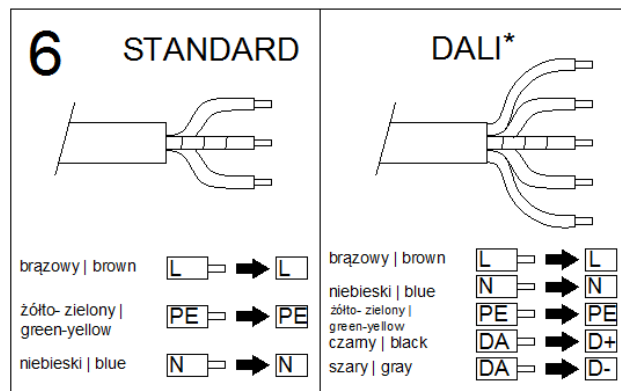 6 STANDARD
brązowy | brown L L
żółto- zielony |
green-yellow PE PE
niebieski | blue N N
DALI*
brązowy | brown L L
niebieski | blue N N
żółto- zielony |
green-yellow PE PE
czarny | black DA D+
szary | gray DA D-